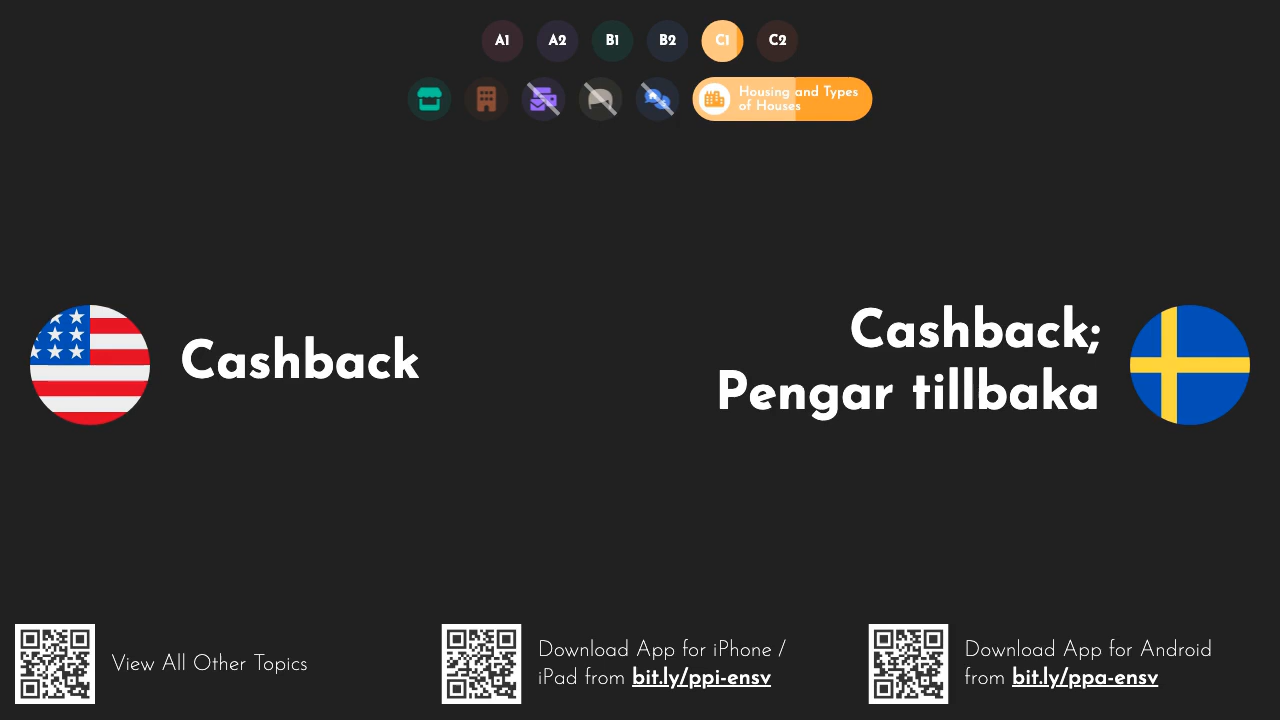 A1 A2 B1 B2 C1 C2
Housing and Types
of Houses
Cashback
Cashback;
Pengar tillbaka
View All Other Topics
Download App for iPhone /
iPad from bit.ly/ppi-ensv
Download App for Android
from bit.ly/ppa-ensv